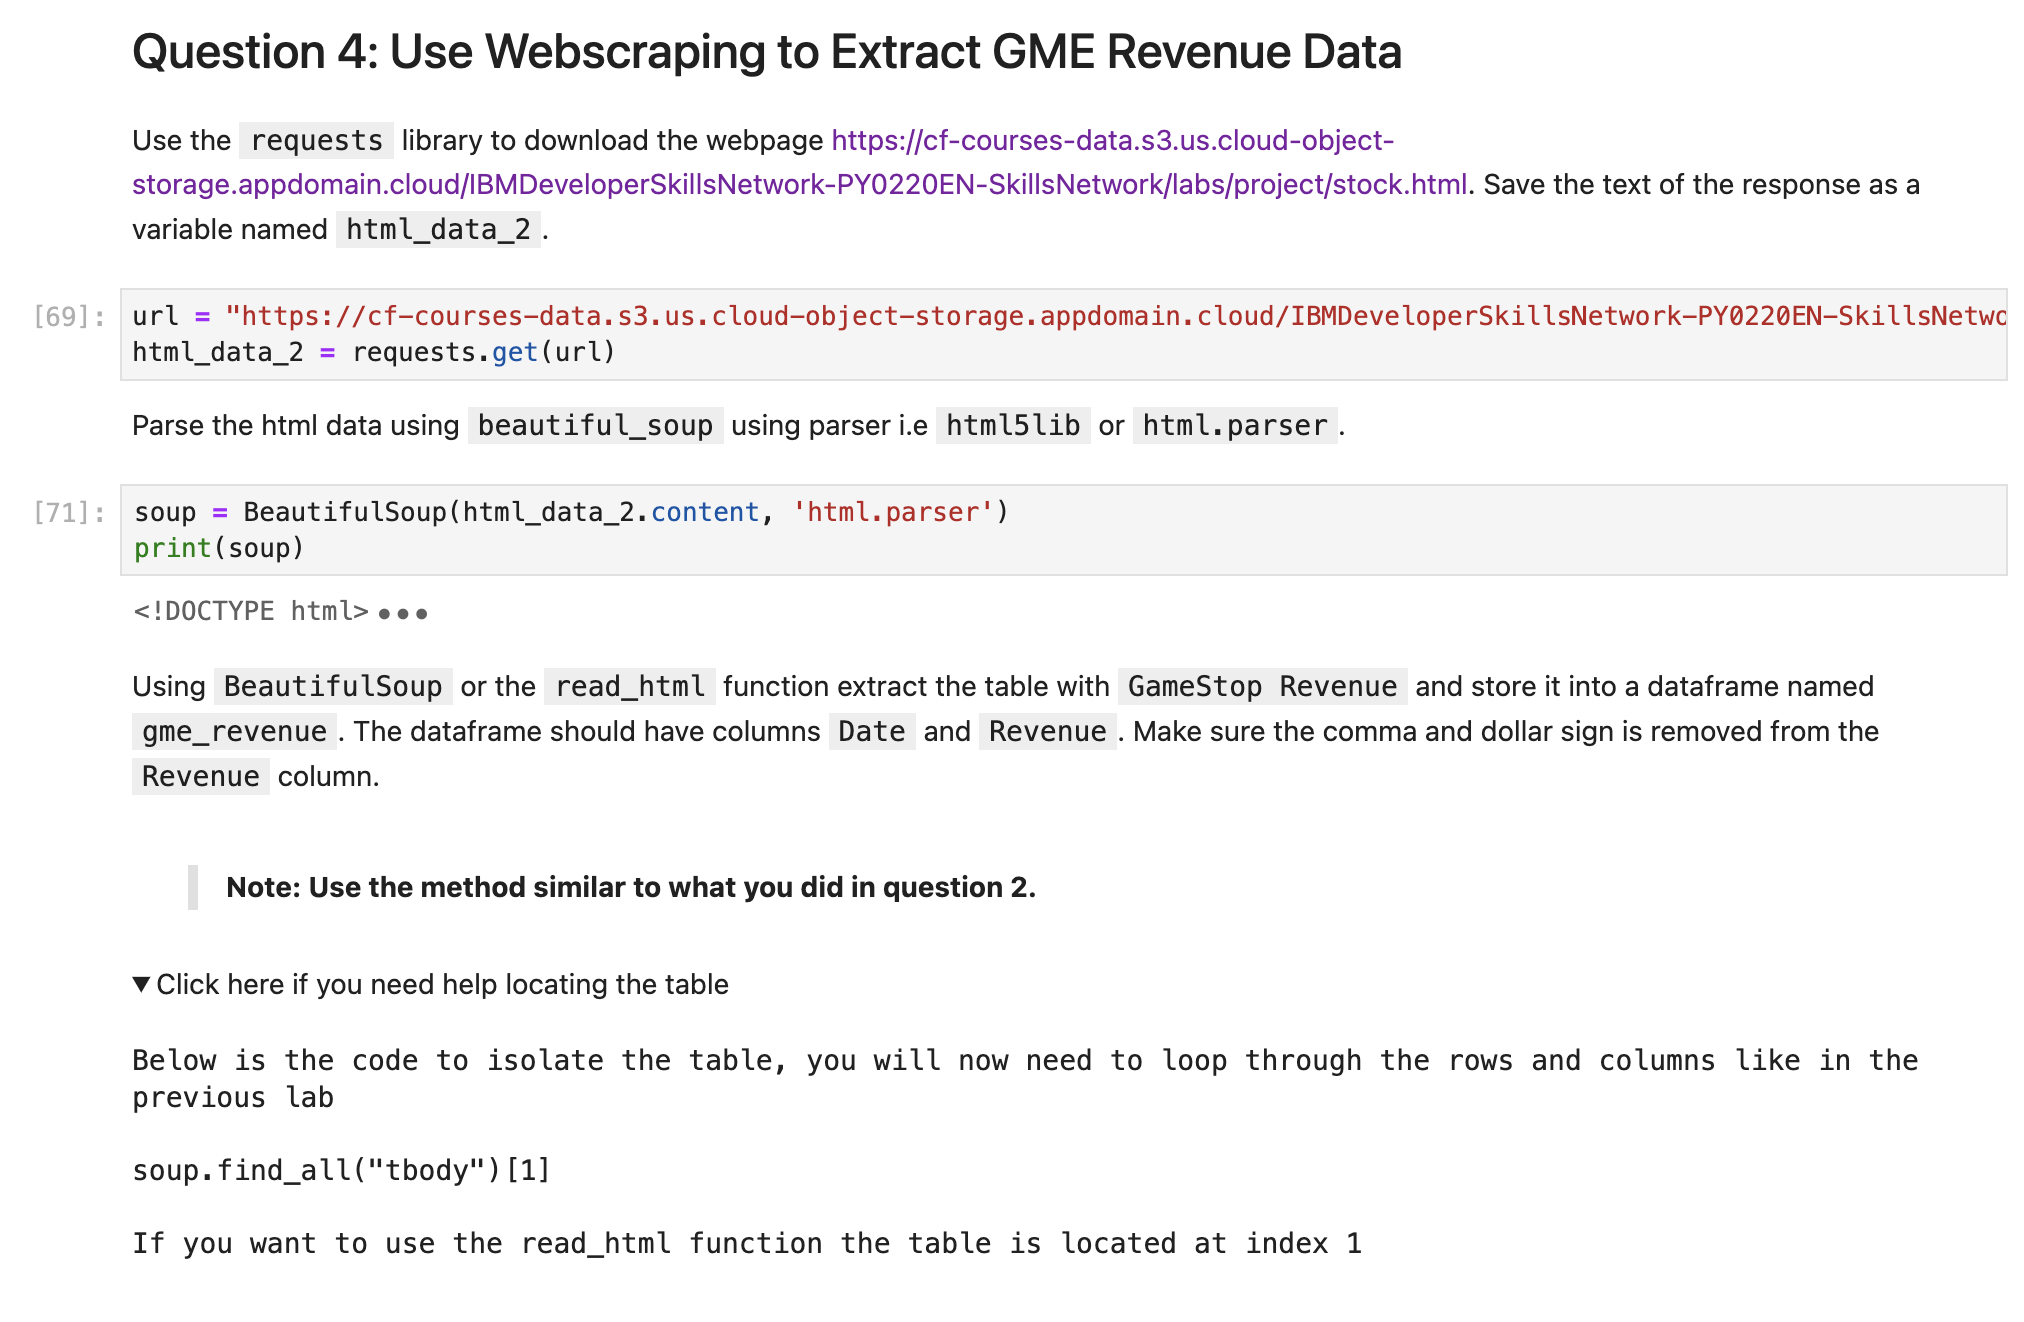 Question 4: Use Webscraping to Extract GME Revenue Data
Use the requests library to download the webpage https://cf-courses-data.s3.us.cloud-object-
storage.appdomain.cloud/IBMDeveloperSkillsNetwork-PY0220EN-SkillsNetwork/labs/project/stock.html. Save the text of the response as a
variable named html_data_2.
[69]: url = "https://cf-courses-data.s3.us.cloud-object-storage.appdomain.cloud/IBMDeveloperSkillsNetwork-PY0220EN-SkillsNetwo
html_data_2 = requests.get(url)
Parse the html data using beautiful_soup using parser i.e html5lib or html.parser.
[71]: soup = BeautifulSoup(html_data_2.content, 'html.parser')
print(soup)
<!DOCTYPE html> •••
Using BeautifulSoup or the read_html function extract the table with GameStop Revenue and store it into a dataframe named
gme_revenue. The dataframe should have columns Date and Revenue. Make sure the comma and dollar sign is removed from the
Revenue column.
Note: Use the method similar to what you did in question 2.
▼ Click here if you need help locating the table
Below is the code to isolate the table, you will now need to loop through the rows and columns like in the
previous lab
soup.find_all("tbody")[1]
If you want to use the read_html function the table is located at index 1